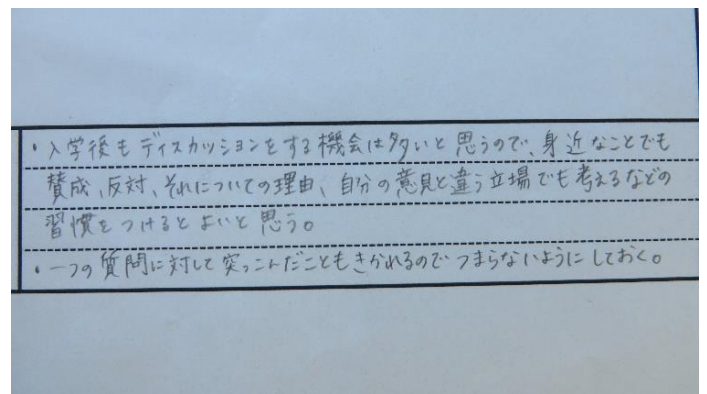 ・入学後もディスカッションをする機会は多いと思うので、身近なことでも
賛成、反対、それについての理由、自分の意見と違う立場でも考えるなどの
習慣をつけるとよいと思う。
・一つの質問に対して突っこんだこともきかれるのでつまらないようにしておく。